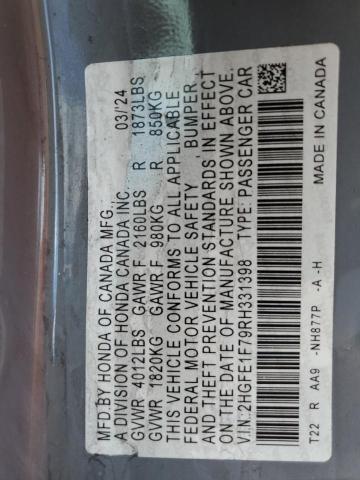 MFD. BY HONDA OF CANADA MFG.,
A DIVISION OF HONDA CANADA INC. 03/'24
GVWR 4012LBS GAWR F 2160LBS R 1873LBS
GVWR 1820KG GAWR F 980KG R 850KG
THIS VEHICLE CONFORMS TO ALL APPLICABLE
FEDERAL MOTOR VEHICLE SAFETY BUMPER,
AND THEFT PREVENTION STANDARDS IN EFFECT
ON THE DATE OF MANUFACTURE SHOWN ABOVE.
V.I.N: 2HGFE1F79RH331398 TYPE: PASSENGER CAR
T22 R AA9 -NH877P -A -H MADE IN CANADA